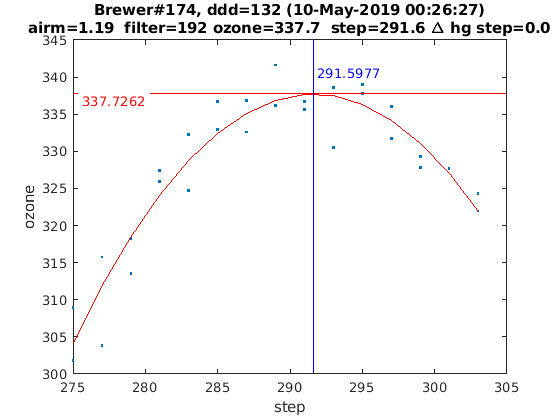 Brewer#174, ddd=132 (10-May-2019 00:26:27)
airm=1.19 filter=192 ozone=337.7 step=291.6 Δ hg step=0.0
345
340
335
330
325
320
315
310
305
300
ozone
337.7262
291.5977
275 280 285 290 295 300 305
step